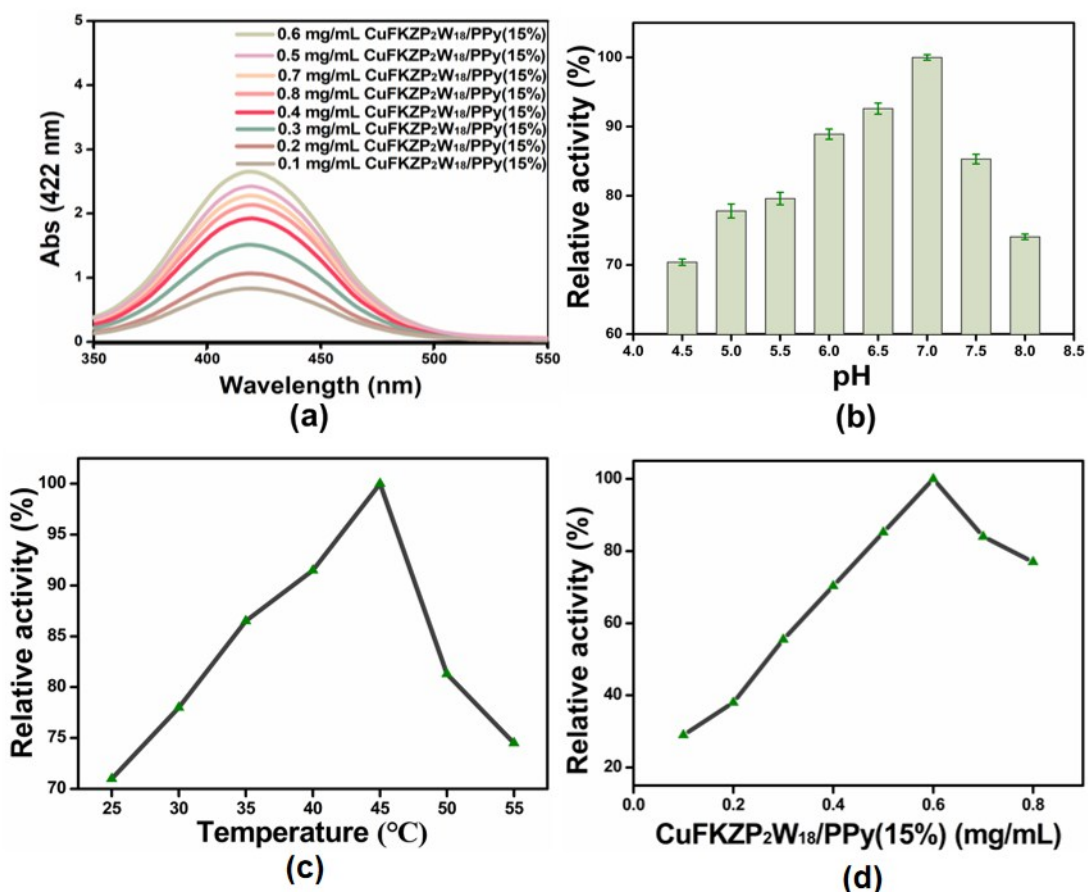 5
4
3
2
1
0
Abs (422 nm)
0.6 mg/mL CuFKZP₂W₁₈/PPy(15%)
0.5 mg/mL CuFKZP₂W₁₈/PPy(15%)
0.7 mg/mL CuFKZP₂W₁₈/PPy(15%)
0.8 mg/mL CuFKZP₂W₁₈/PPy(15%)
0.4 mg/mL CuFKZP₂W₁₈/PPy(15%)
0.3 mg/mL CuFKZP₂W₁₈/PPy(15%)
0.2 mg/mL CuFKZP₂W₁₈/PPy(15%)
0.1 mg/mL CuFKZP₂W₁₈/PPy(15%)
350 400 450 500 550
Wavelength (nm)
(a)
100
90
80
70
60
Relative activity (%)
4.0 4.5 5.0 5.5 6.0 6.5 7.0 7.5 8.0 8.5
pH
(b)
100
95
90
85
80
75
70
Relative activity (%)
25 30 35 40 45 50 55
Temperature (°C)
(c)
100
80
60
40
20
Relative activity (%)
0.0 0.2 0.4 0.6 0.8
CuFKZP₂W₁₈/PPy(15%) (mg/mL)
(d)